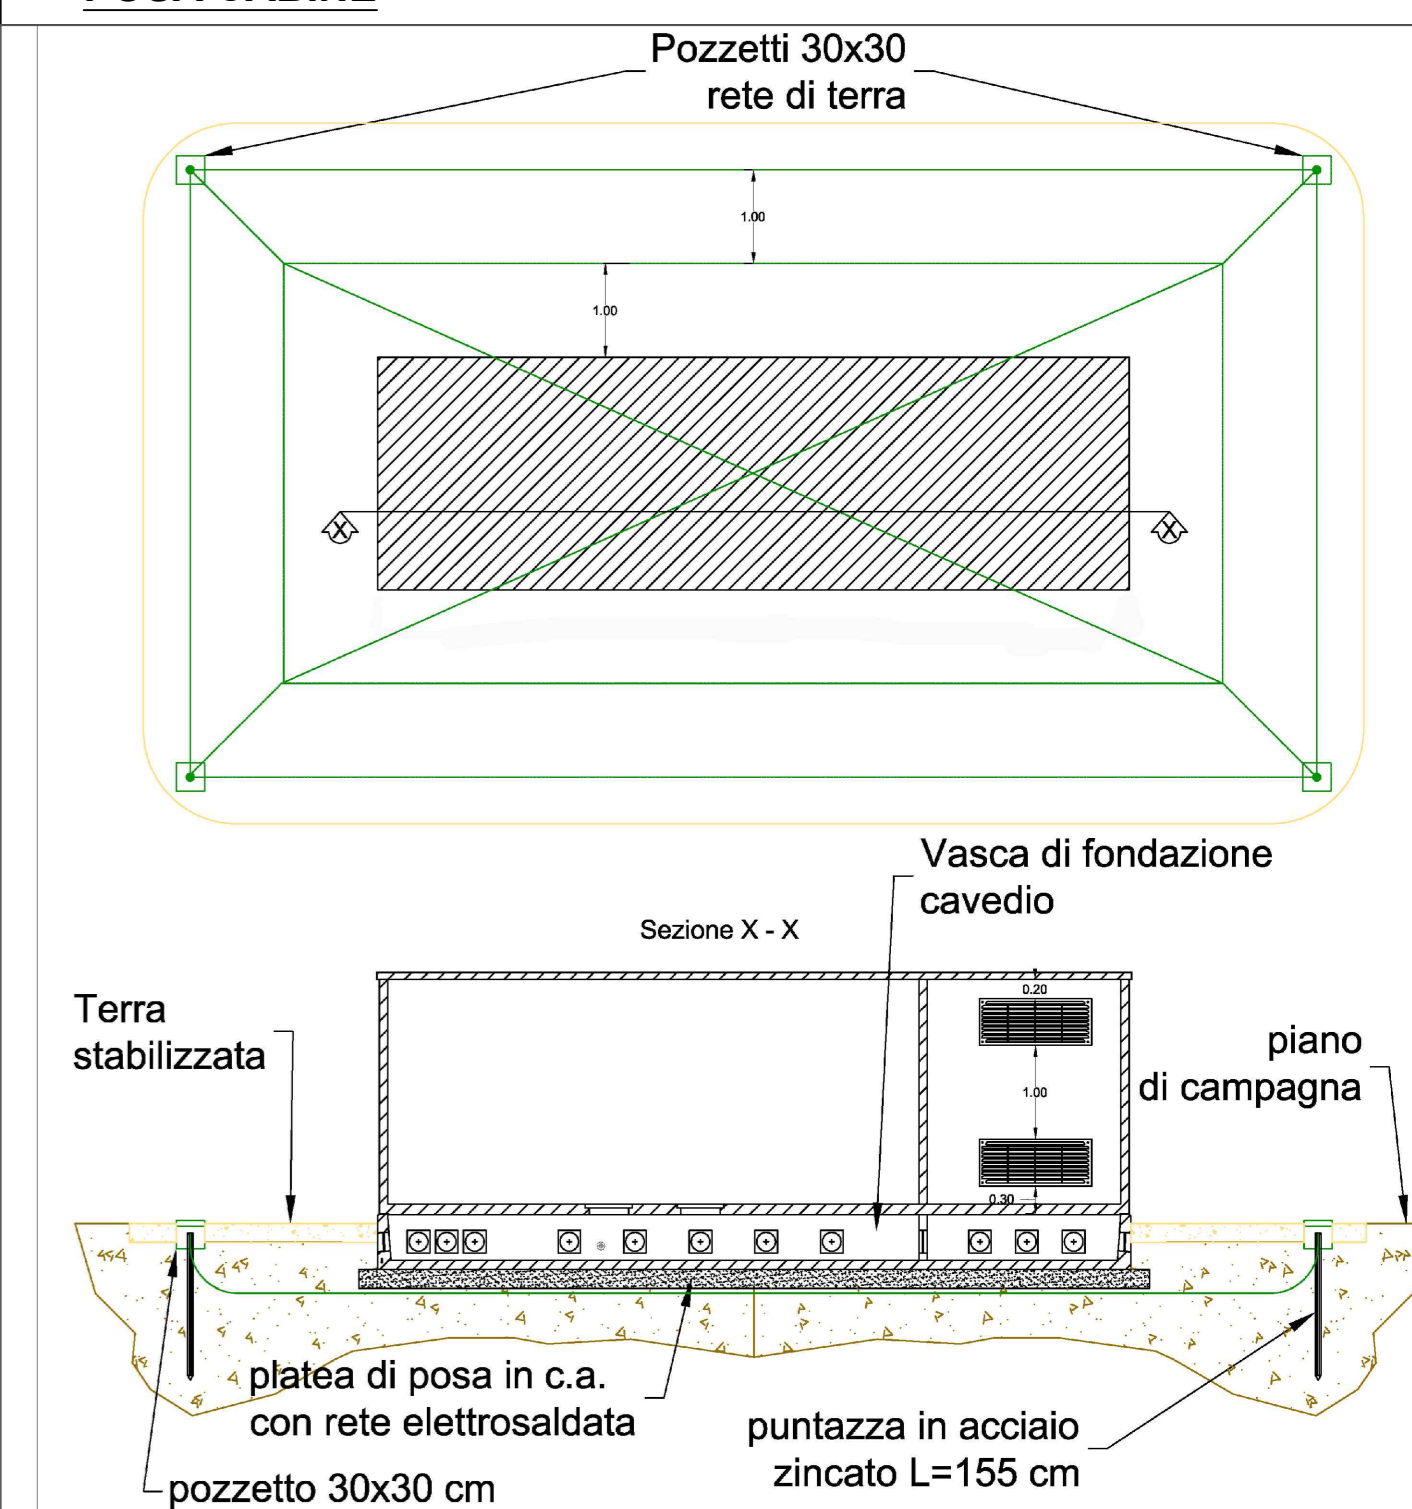 Pozzetti 30x30
rete di terra
1.00
1.00
X
X
Vasca di fondazione
cavedio
Sezione X - X
Terra
stabilizzata
0.20
piano
di campagna
1.00
0.30
platea di posa in c.a.
con rete elettrosaldata
puntazza in acciaio
zincato L=155 cm
pozzetto 30x30 cm